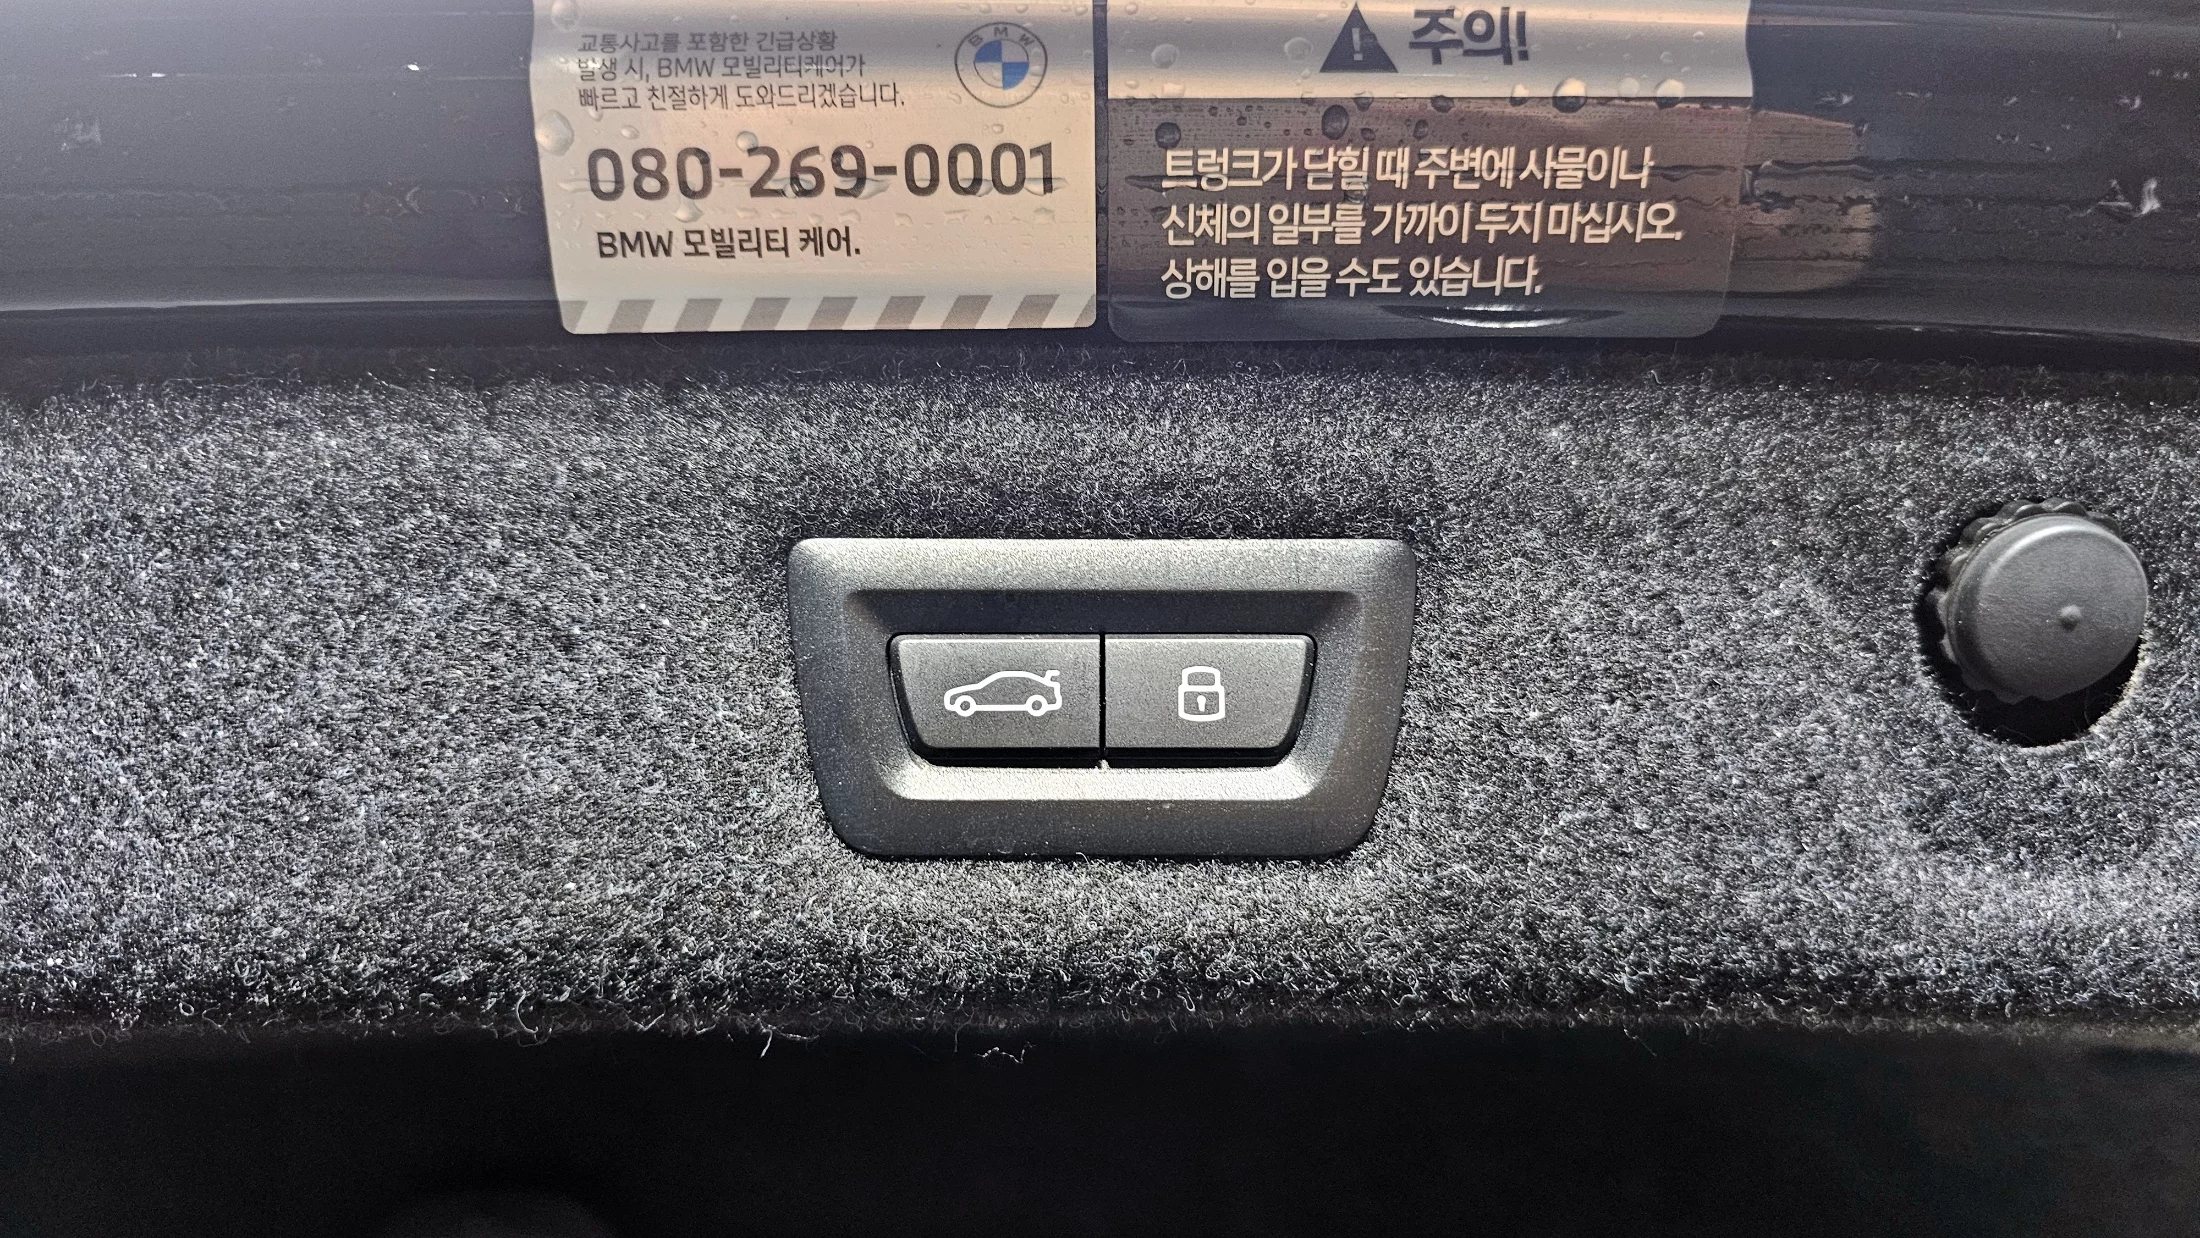 교통사고를 포함한 긴급상황
발생 시, BMW 모빌리티케어가
빠르고 친절하게 도와드리겠습니다.
BMW
080-269-0001
BMW 모빌리티 케어.
주의!
트렁크가 닫힐 때 주변에 사물이나
신체의 일부를 가까이 두지 마십시오.
상해를 입을 수도 있습니다.